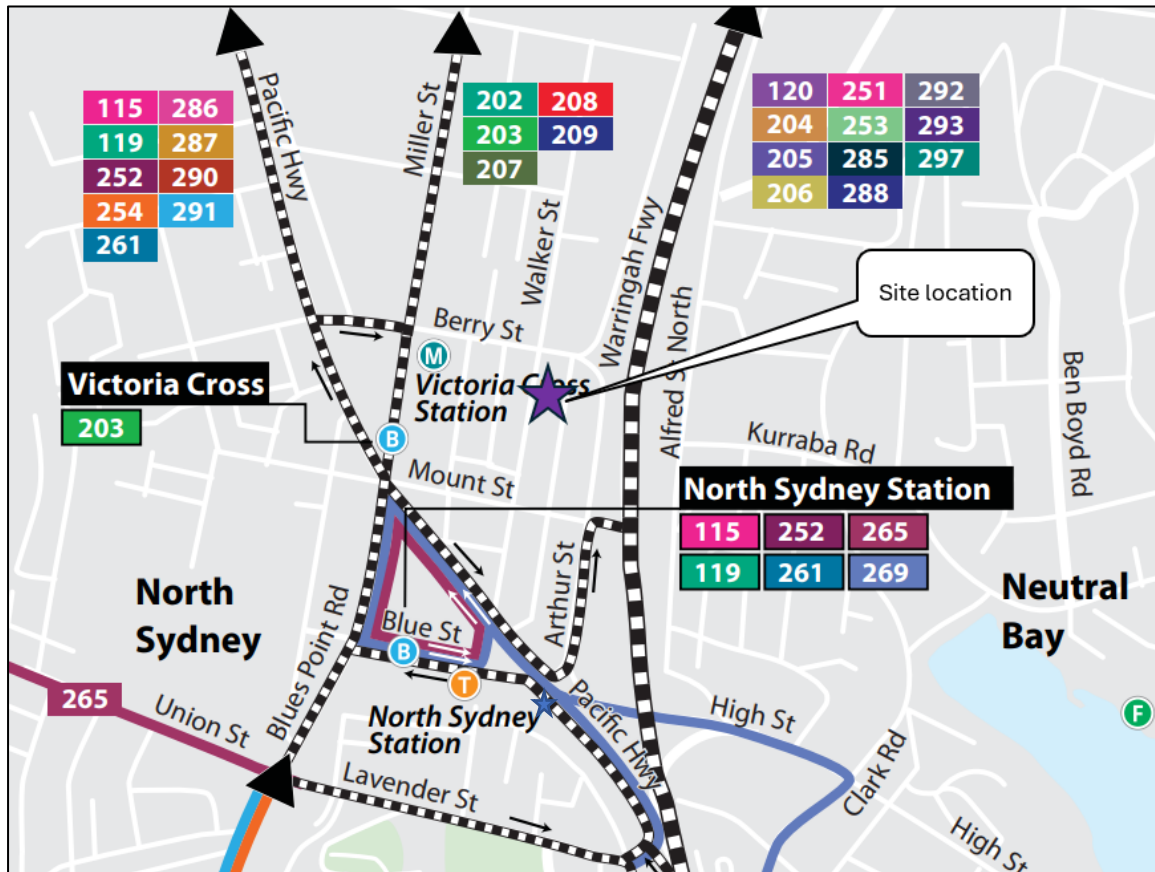 Pacific Hwy
Miller St
115 286
119 287
252 290
254 291
261
202 208
203 209
207
120 251 292
204 253 293
205 285 297
206 288
Walker St
Warringah Fwy
Site location
Berry St
M
Victoria Cross
Station
Alfred St North
Ben Boyd Rd
Victoria Cross
203
B
Kurraba Rd
Mount St
North Sydney Station
115 252 265
119 261 269
North
Sydney
Blues Point Rd
Blue St
B
Arthur St
Neutral
Bay
T
265
Union St
North Sydney
Station
Pacific Hwy
High St
F
Clark Rd
Lavender St
High St